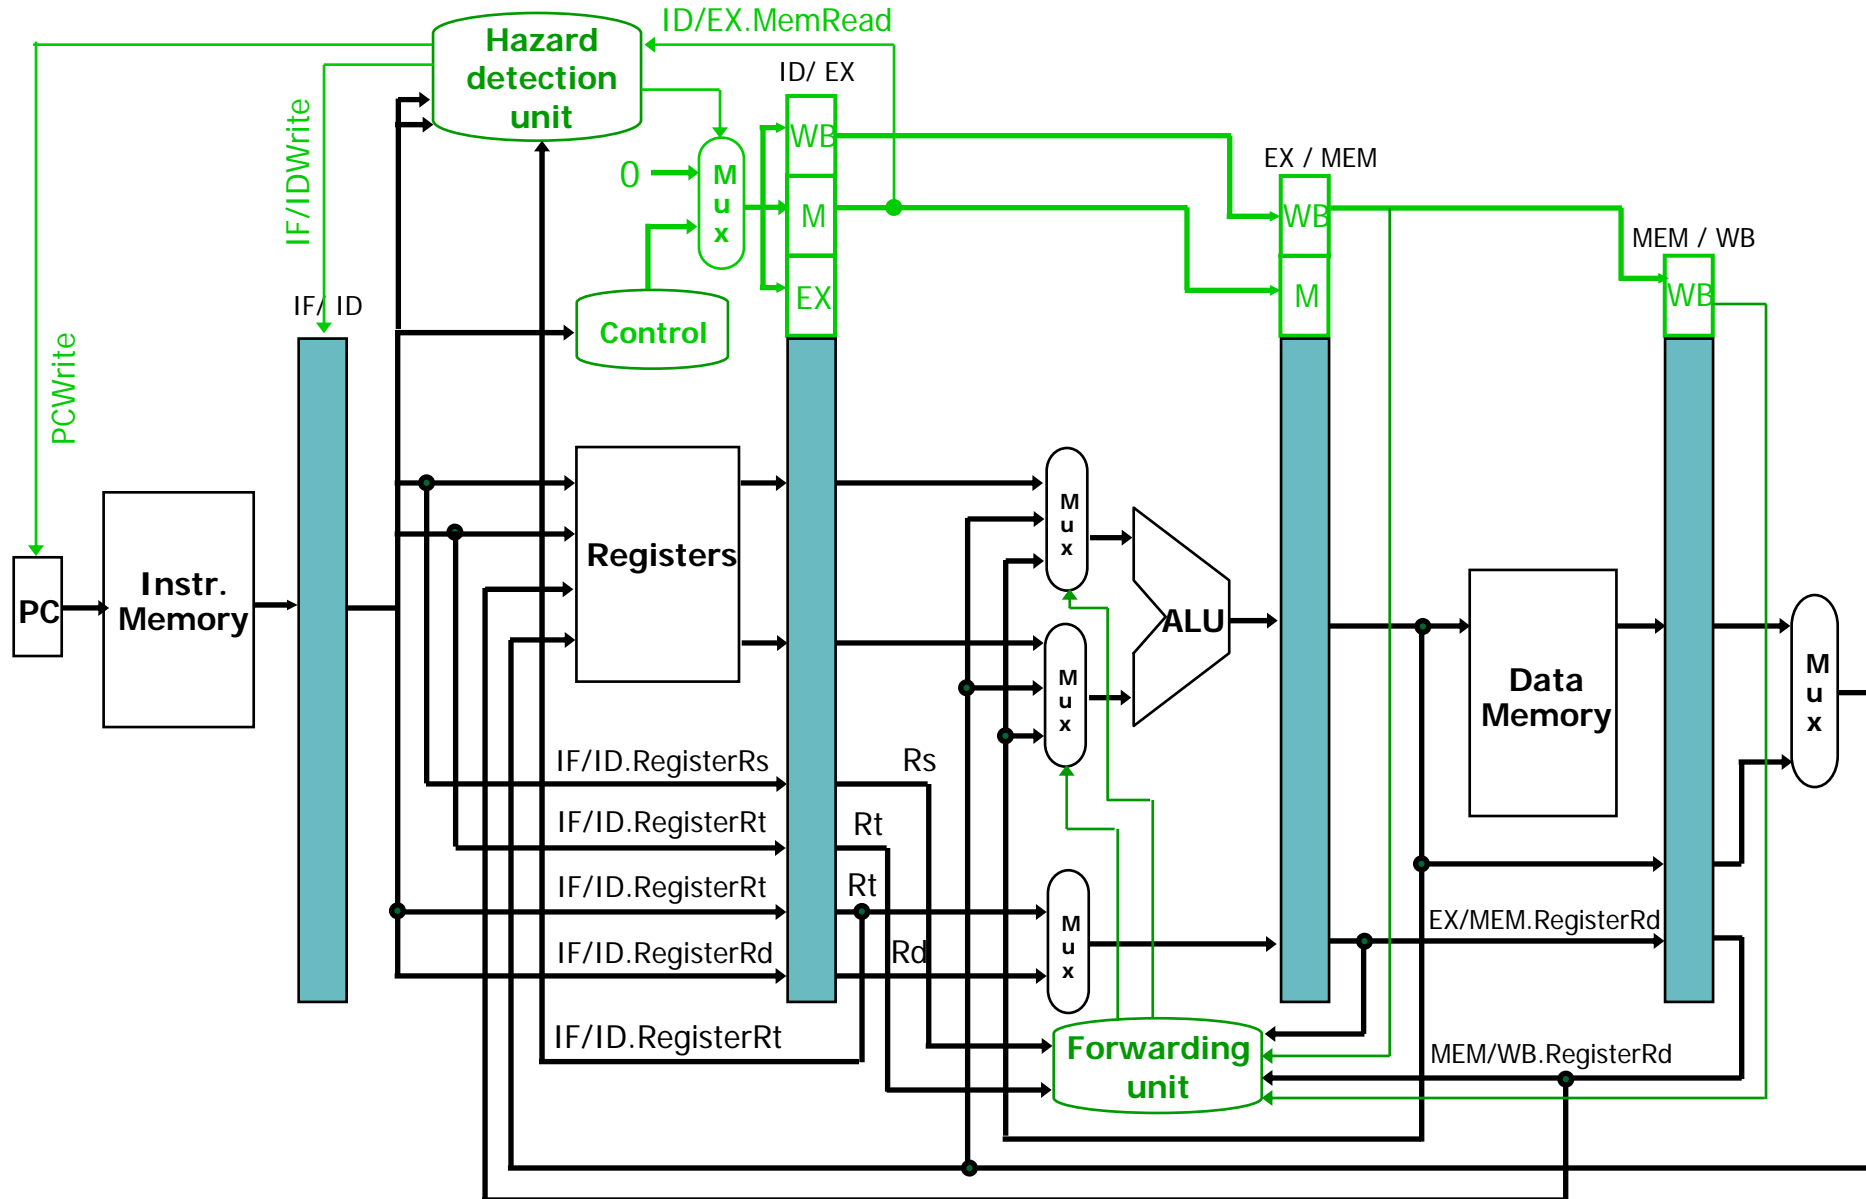 ID/EX.MemRead
Hazard
detection
unit
ID/ EX
WB
M
EX
0
M
u
x
IF/IDWrite
PCWrite
EX / MEM
WB
M
MEM / WB
WB
IF/ ID
Control
PC
Instr.
Memory
Registers
M
u
x
M
u
x
ALU
Data
Memory
M
u
x
IF/ID.RegisterRs
Rs
IF/ID.RegisterRt
Rt
IF/ID.RegisterRt
Rt
IF/ID.RegisterRd
Rd
M
u
x
EX/MEM.RegisterRd
IF/ID.RegisterRt
Forwarding
unit
MEM/WB.RegisterRd